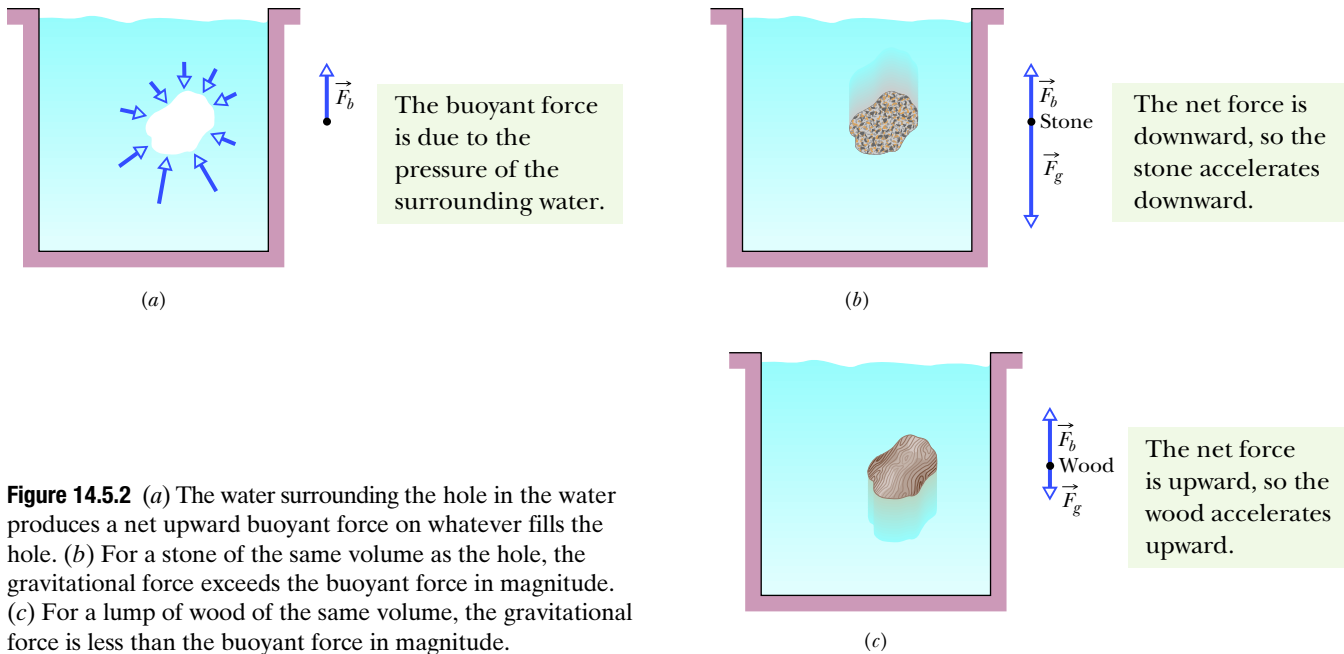 F_b
The buoyant force
is due to the
pressure of the
surrounding water.
(a)
F_b
Stone
F_g
The net force is
downward, so the
stone accelerates
downward.
(b)
F_b
Wood
F_g
The net force
is upward, so the
wood accelerates
upward.
(c)
Figure 14.5.2 (a) The water surrounding the hole in the water
produces a net upward buoyant force on whatever fills the
hole. (b) For a stone of the same volume as the hole, the
gravitational force exceeds the buoyant force in magnitude.
(c) For a lump of wood of the same volume, the gravitational
force is less than the buoyant force in magnitude.